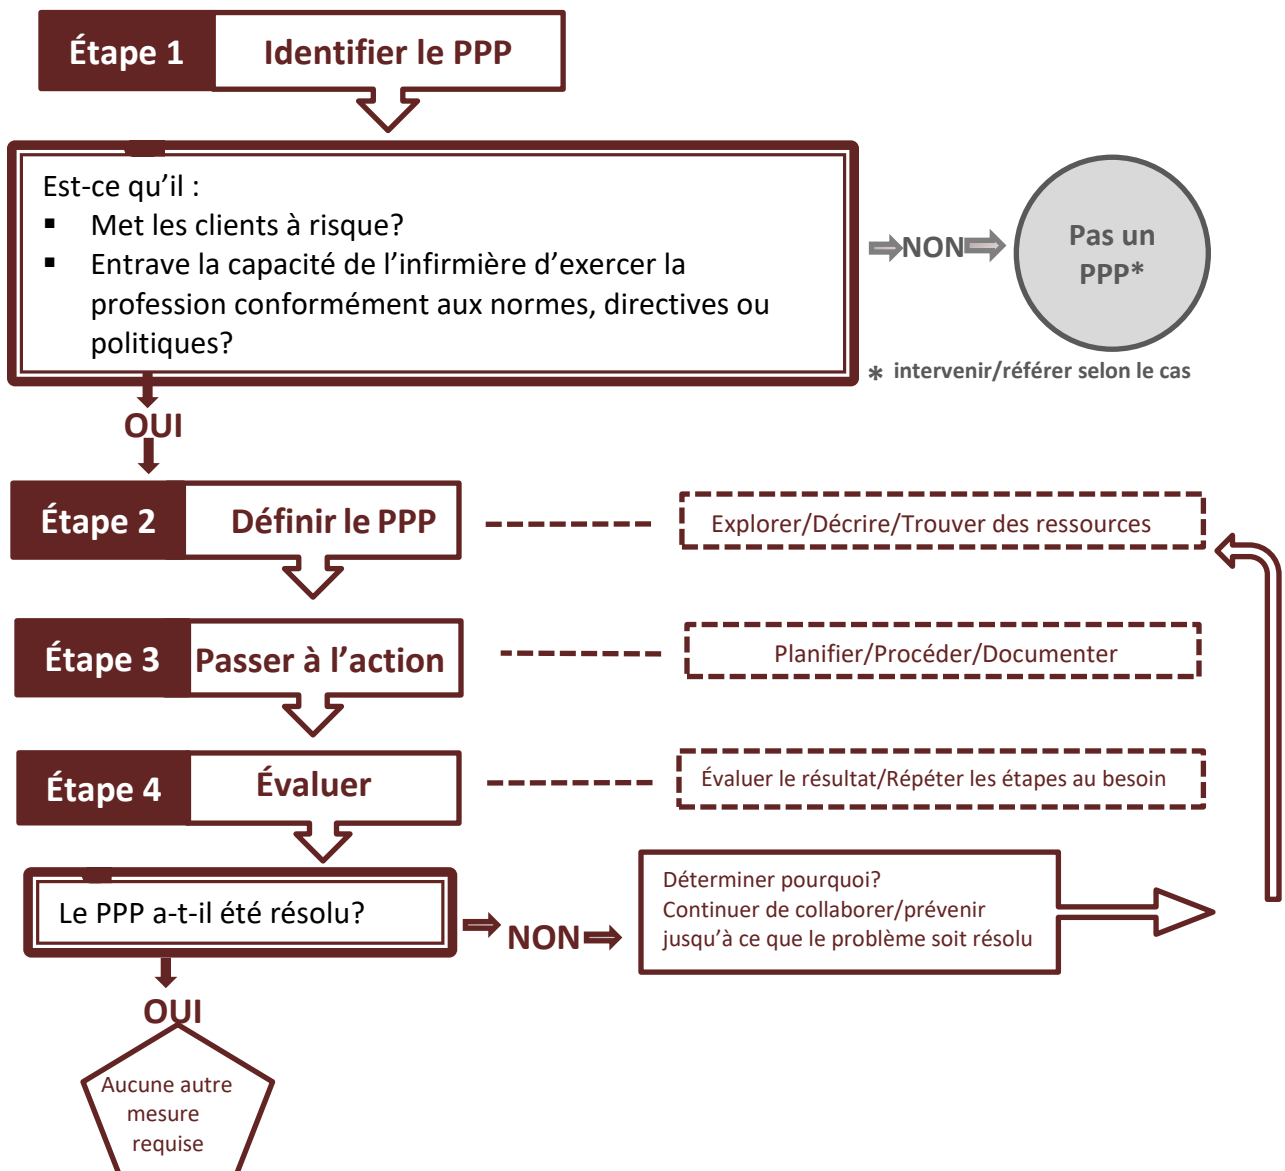 Étape 1 Identifier le PPP
Est-ce qu’il :
▪ Met les clients à risque?
▪ Entrave la capacité de l’infirmière d’exercer la
profession conformément aux normes, directives ou
politiques?
NON
Pas un
PPP*
* intervenir/référer selon le cas
OUI
Étape 2 Définir le PPP
Explorer/Décrire/Trouver des ressources
Étape 3 Passer à l’action
Planifier/Procéder/Documenter
Étape 4 Évaluer
Évaluer le résultat/Répéter les étapes au besoin
Le PPP a-t-il été résolu?
NON
Déterminer pourquoi?
Continuer de collaborer/prévenir
jusqu’à ce que le problème soit résolu
OUI
Aucune autre
mesure
requise